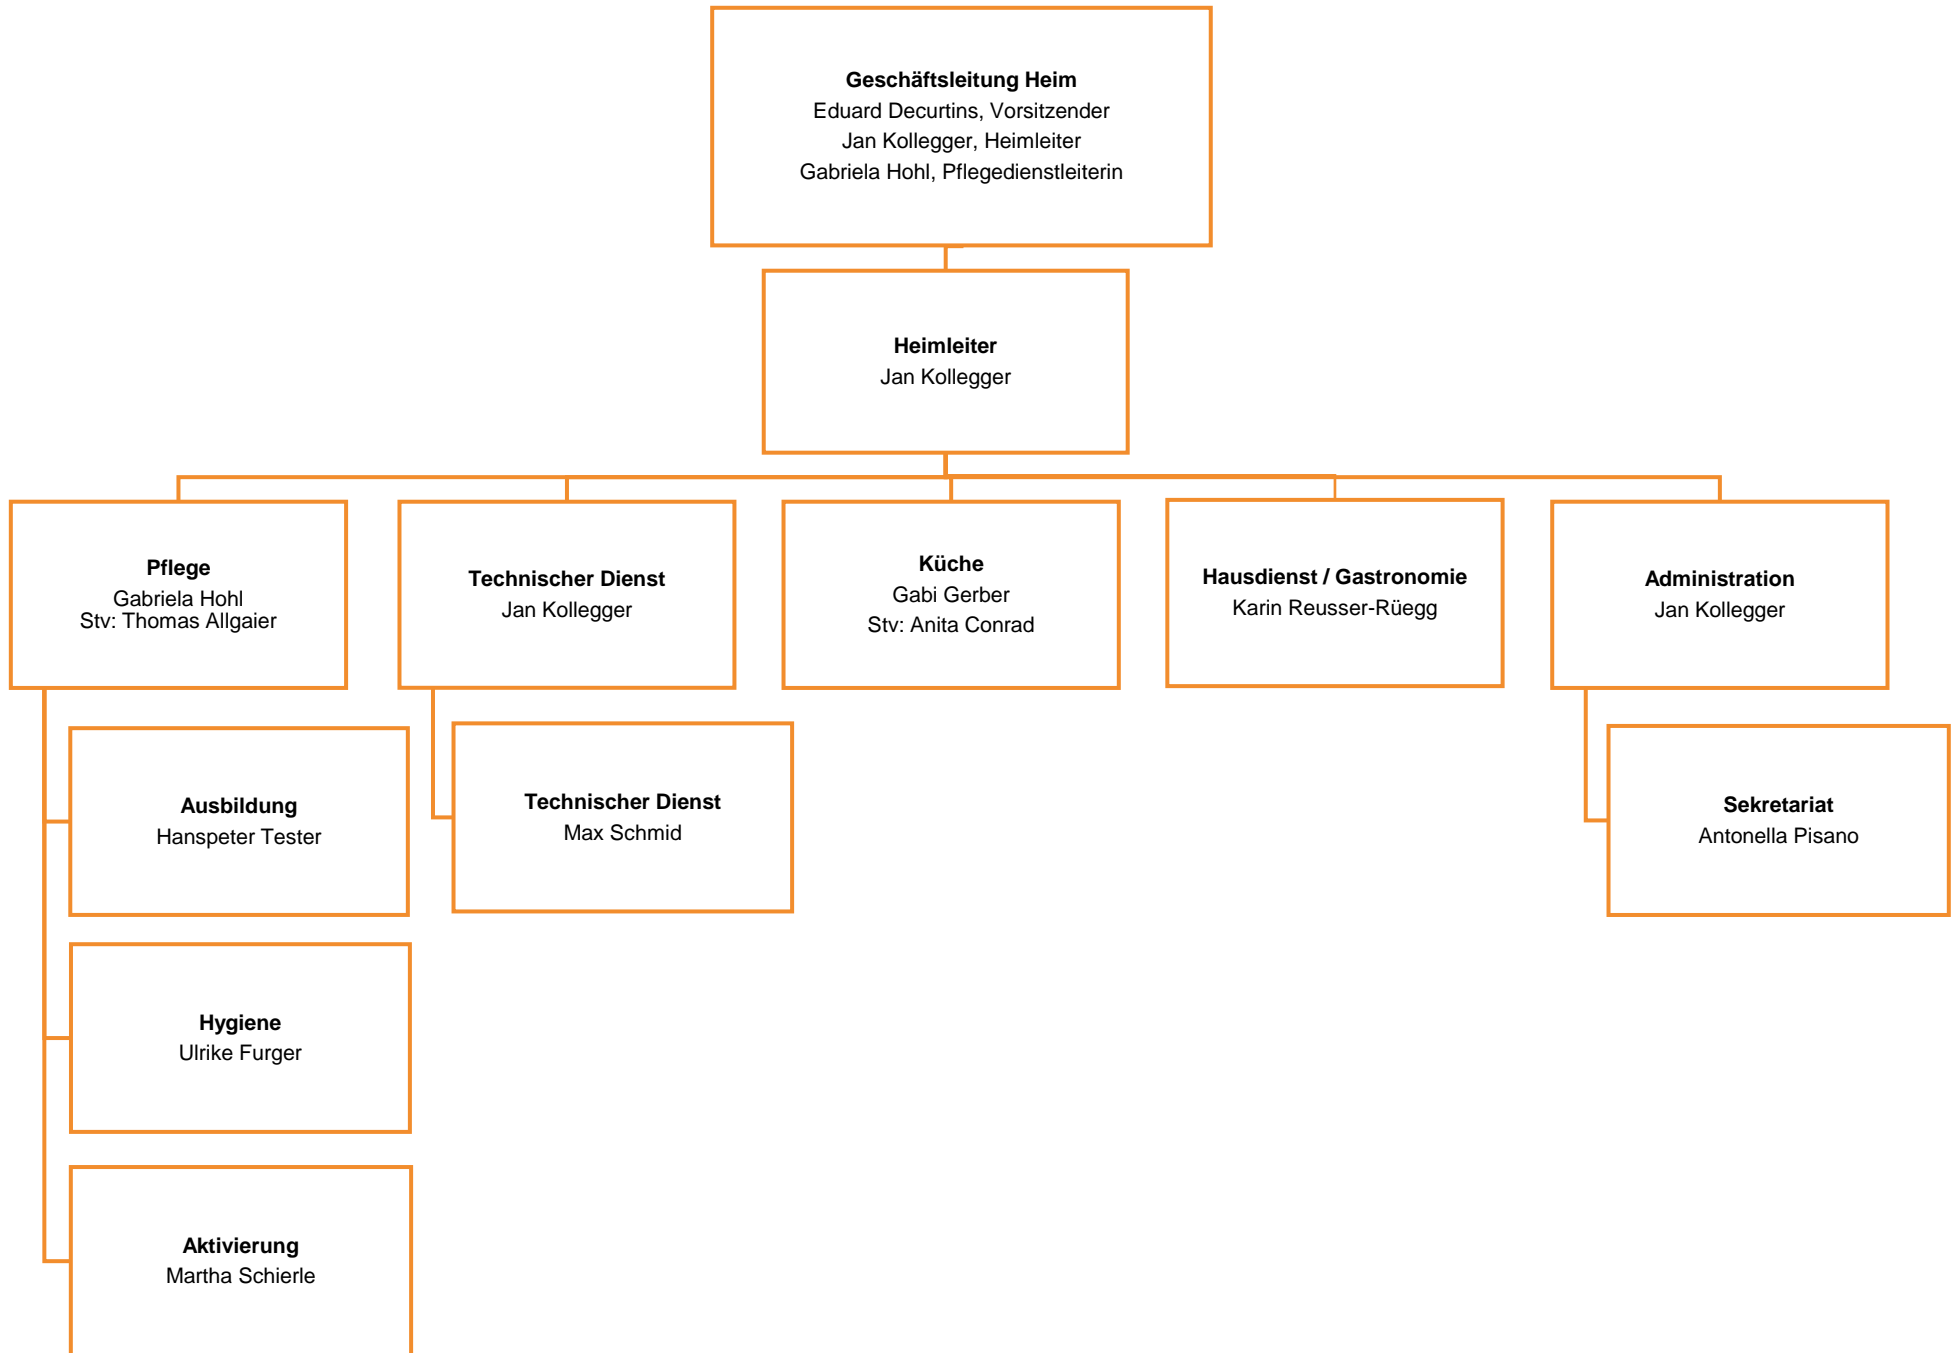 Geschäftsleitung Heim
Eduard Decurtins, Vorsitzender
Jan Kollegger, Heimleiter
Gabriela Hohl, Pflegedienstleiterin
Heimleiter
Jan Kollegger
Pflege
Gabriela Hohl
Stv: Thomas Allgaier
Technischer Dienst
Jan Kollegger
Küche
Gabi Gerber
Stv: Anita Conrad
Hausdienst / Gastronomie
Karin Reusser-Rüegg
Administration
Jan Kollegger
Ausbildung
Hanspeter Tester
Technischer Dienst
Max Schmid
Sekretariat
Antonella Pisano
Hygiene
Ulrike Furger
Aktivierung
Martha Schierle